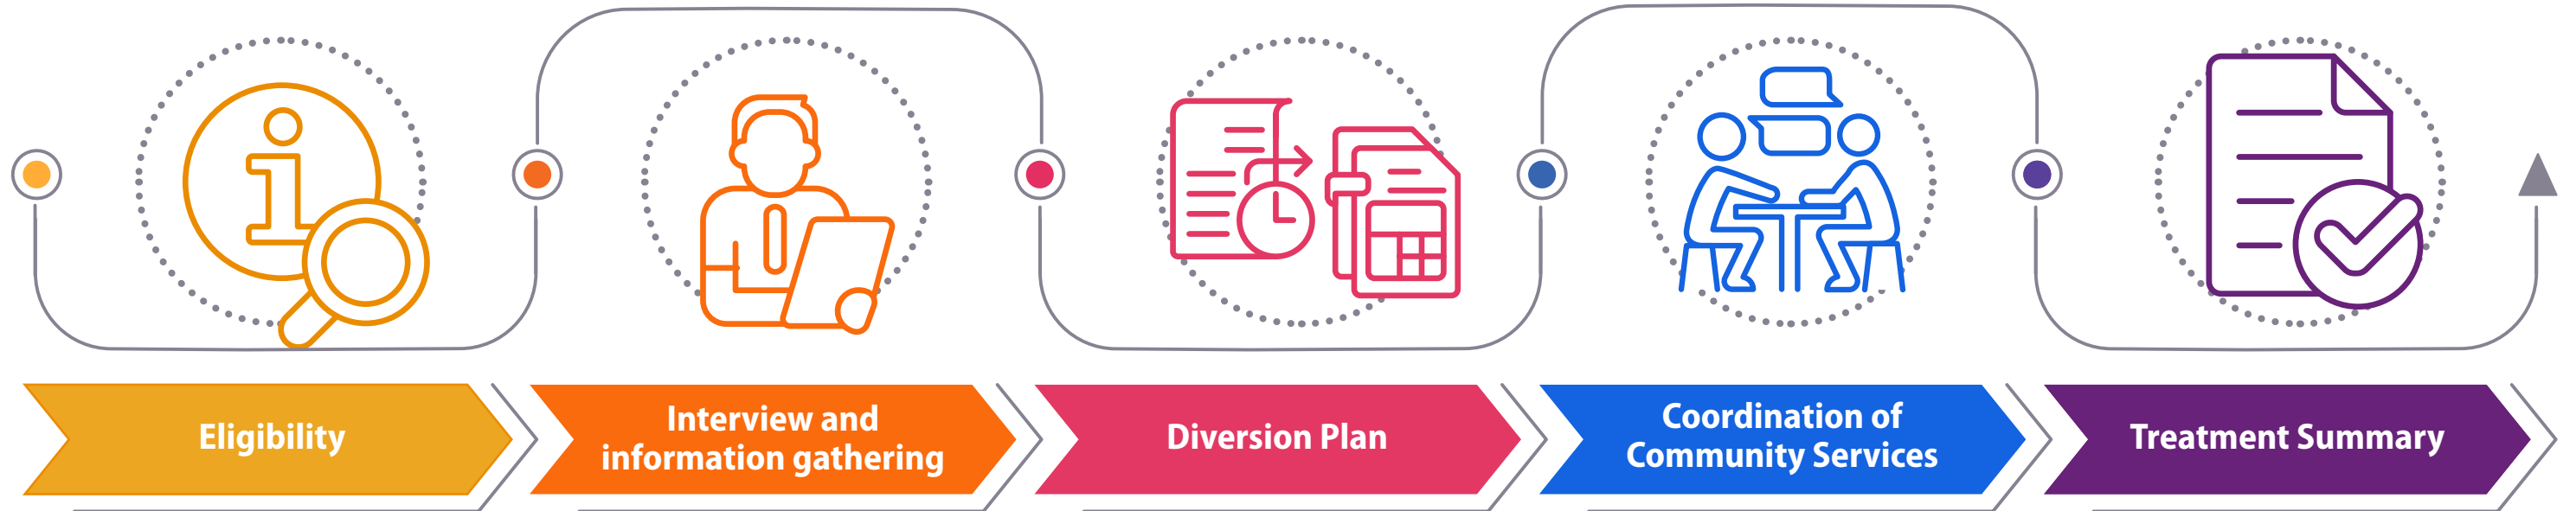 Eligibility
Interview and
information gathering
Diversion Plan
Coordination of
Community Services
Treatment Summary